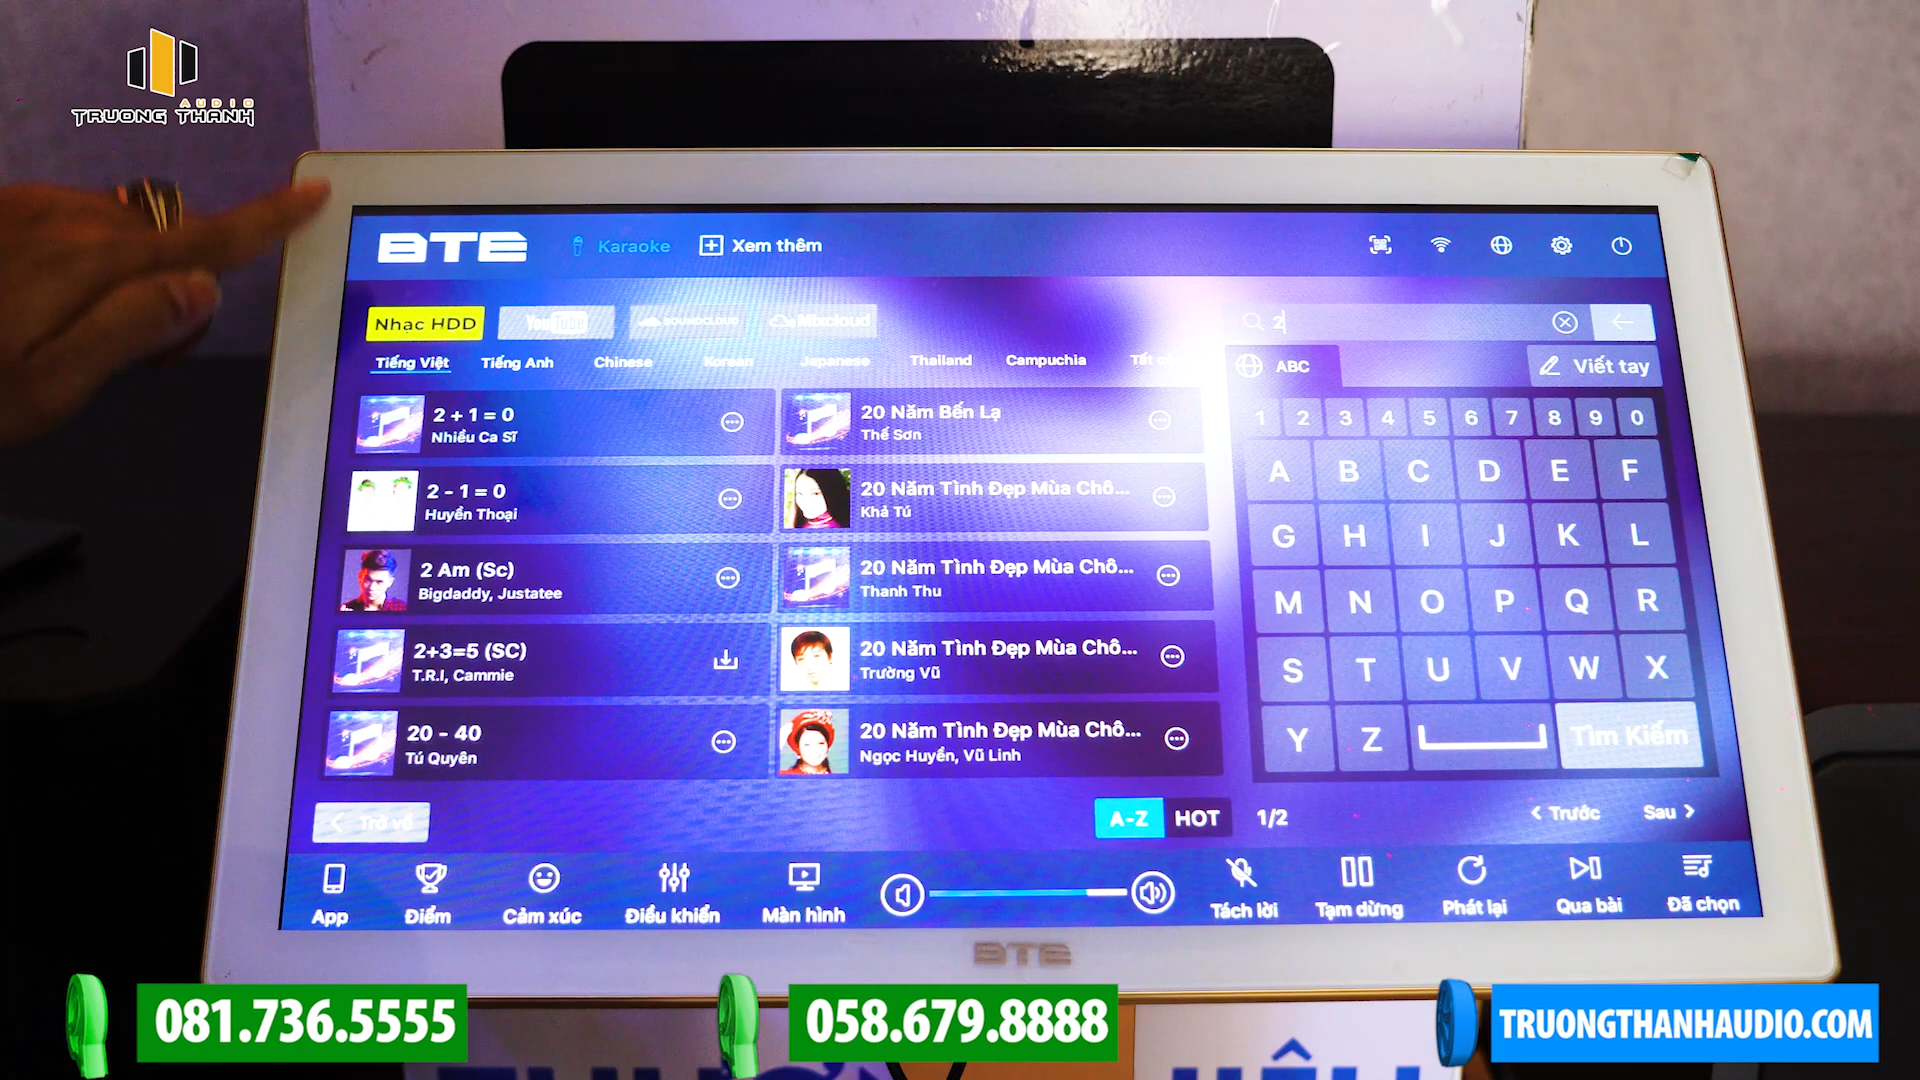 AUDIO
TRUONG THANH
BTE
Karaoke
Xem thêm
Nhạc HDD
YouTube
SOUNDCLOUD
Mixcloud
2
Tiếng Việt
Tiếng Anh
Chinese
Korean
Japanese
Thailand
Campuchia
Tất cả
ABC
Viết tay
2 + 1 = 0
Nhiều Ca Sĩ
2 - 1 = 0
Huyền Thoại
2 Am (Sc)
Bigdaddy, Justatee
2+3=5 (SC)
T.R.I, Cammie
20 - 40
Tú Quyên
20 Năm Bến Lạ
Thế Sơn
20 Năm Tình Đẹp Mùa Chô...
Khả Tú
20 Năm Tình Đẹp Mùa Chô...
Thanh Thu
20 Năm Tình Đẹp Mùa Chô...
Trường Vũ
20 Năm Tình Đẹp Mùa Chô...
Ngọc Huyền, Vũ Linh
1 2 3 4 5 6 7 8 9 0
A B C D E F
G H I J K L
M N O P Q R
S T U V W X
Y Z Tìm Kiếm
Trở về
A-Z
HOT
1/2
Trước
Sau
App
Điểm
Cảm xúc
Điều khiển
Màn hình
Tách lời
Tạm dừng
Phát lại
Qua bài
Đã chọn
BTE
081.736.5555
058.679.8888
TRUONGTHANHAUDIO.COM